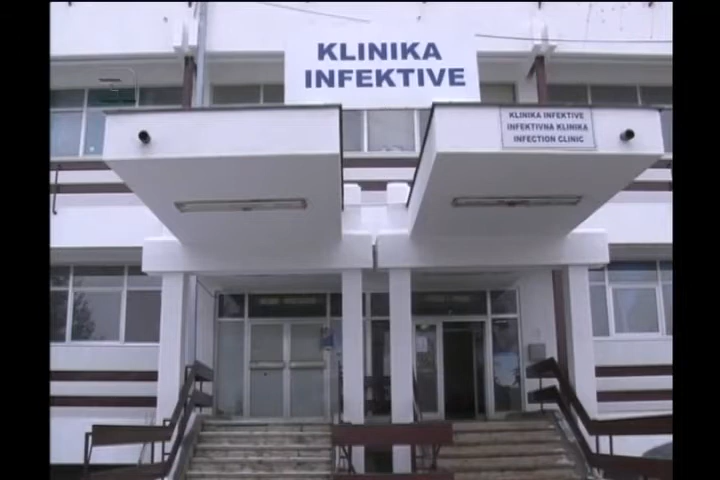 KLINIKA
INFEKTIVE
KLINIKA INFEKTIVE
INFEKTIVNA KLINIKA
INFECTION CLINIC